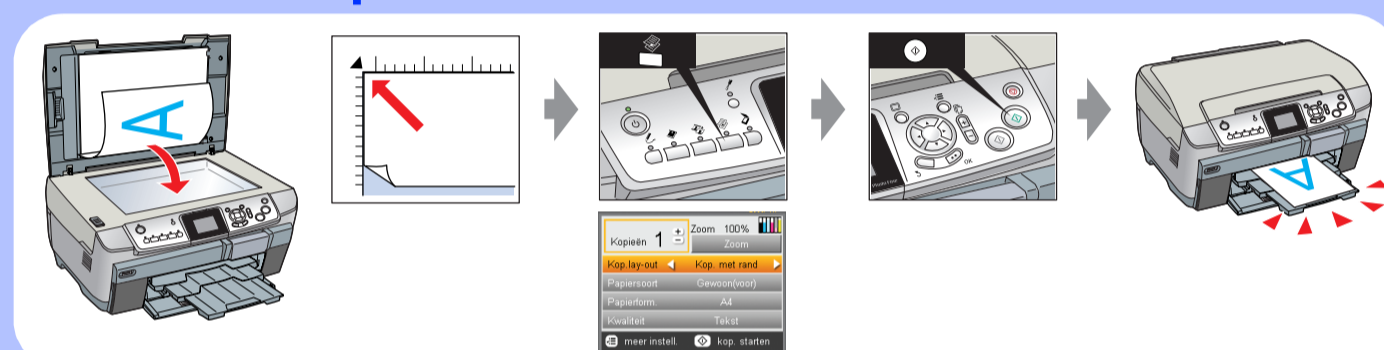 A
OK
Kopieën 1 + −
Zoom 100%
Zoom
Kop.lay-out Kop. met rand
Papiersoort Gewoon(voor)
Papierform. A4
Kwaliteit Tekst
meer instell. kop. starten
A